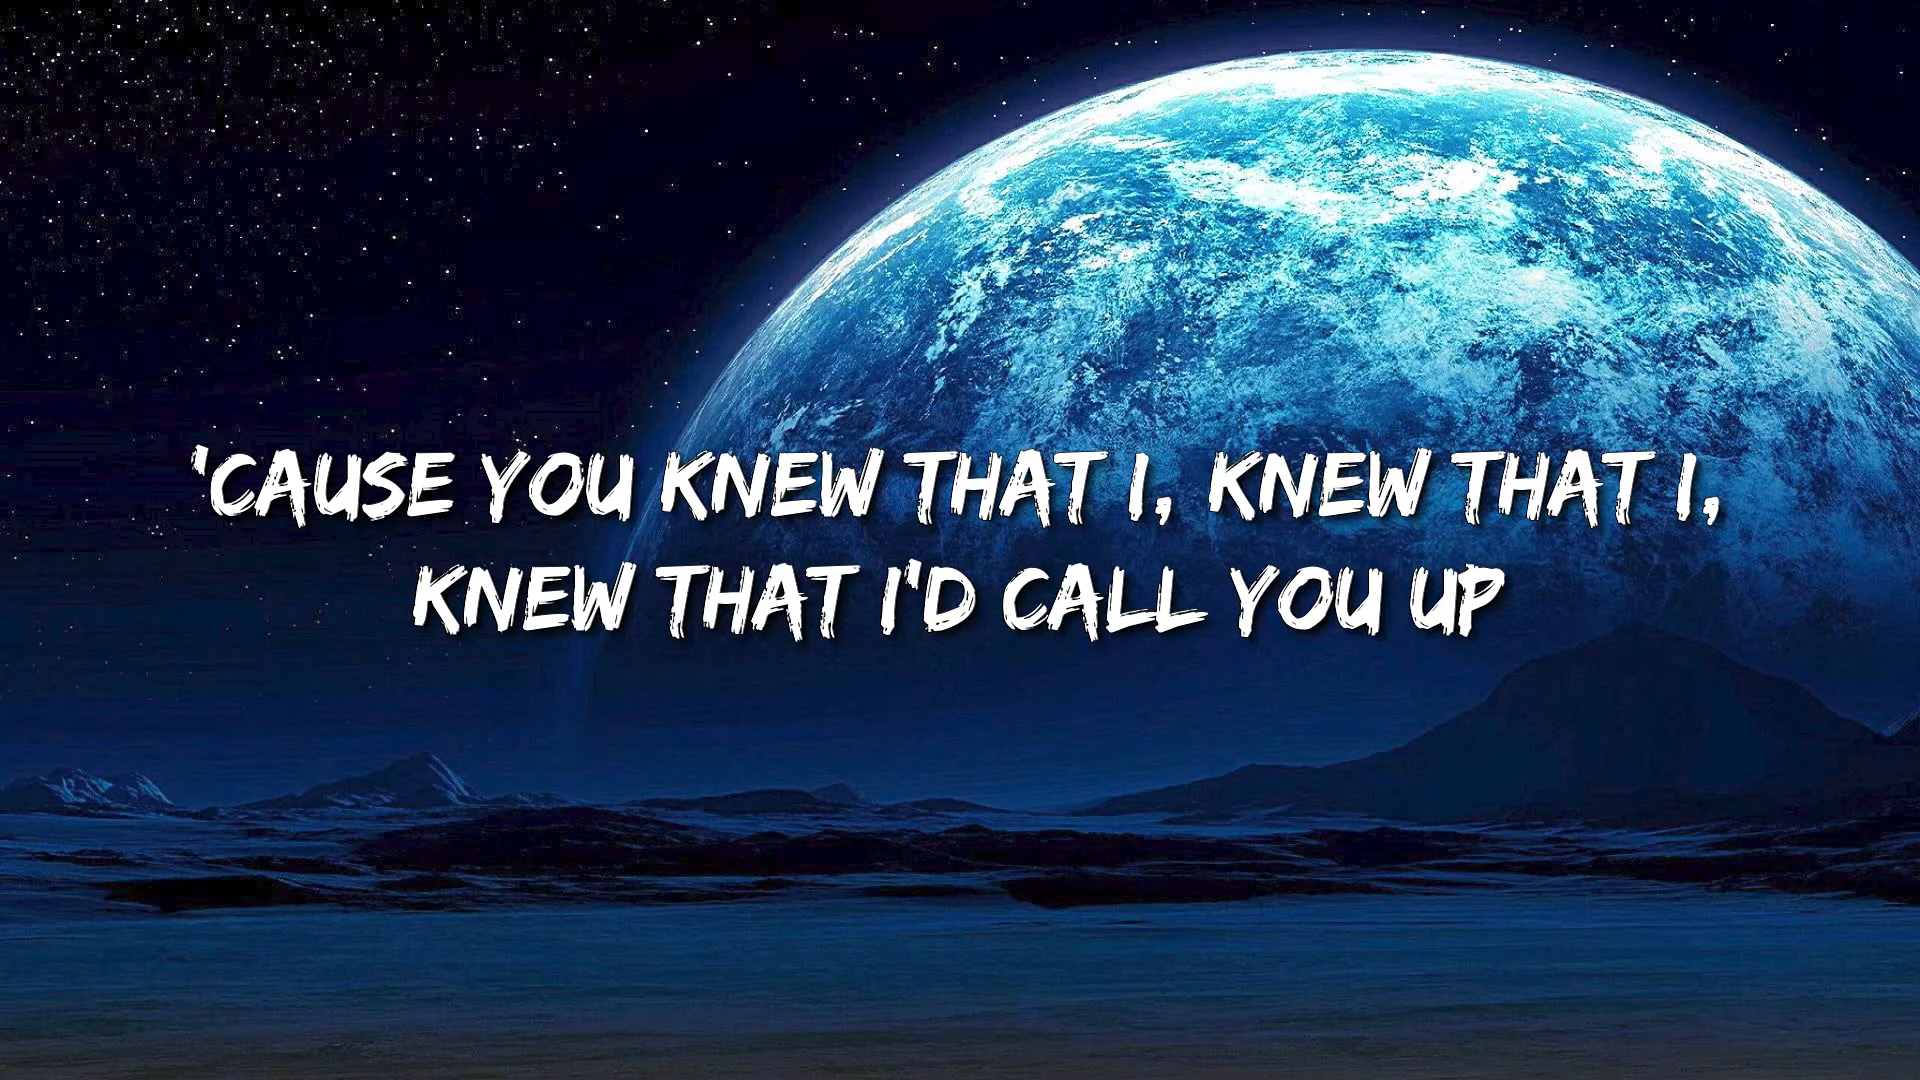 'CAUSE YOU KNEW THAT I, KNEW THAT I,
KNEW THAT I'D CALL YOU UP